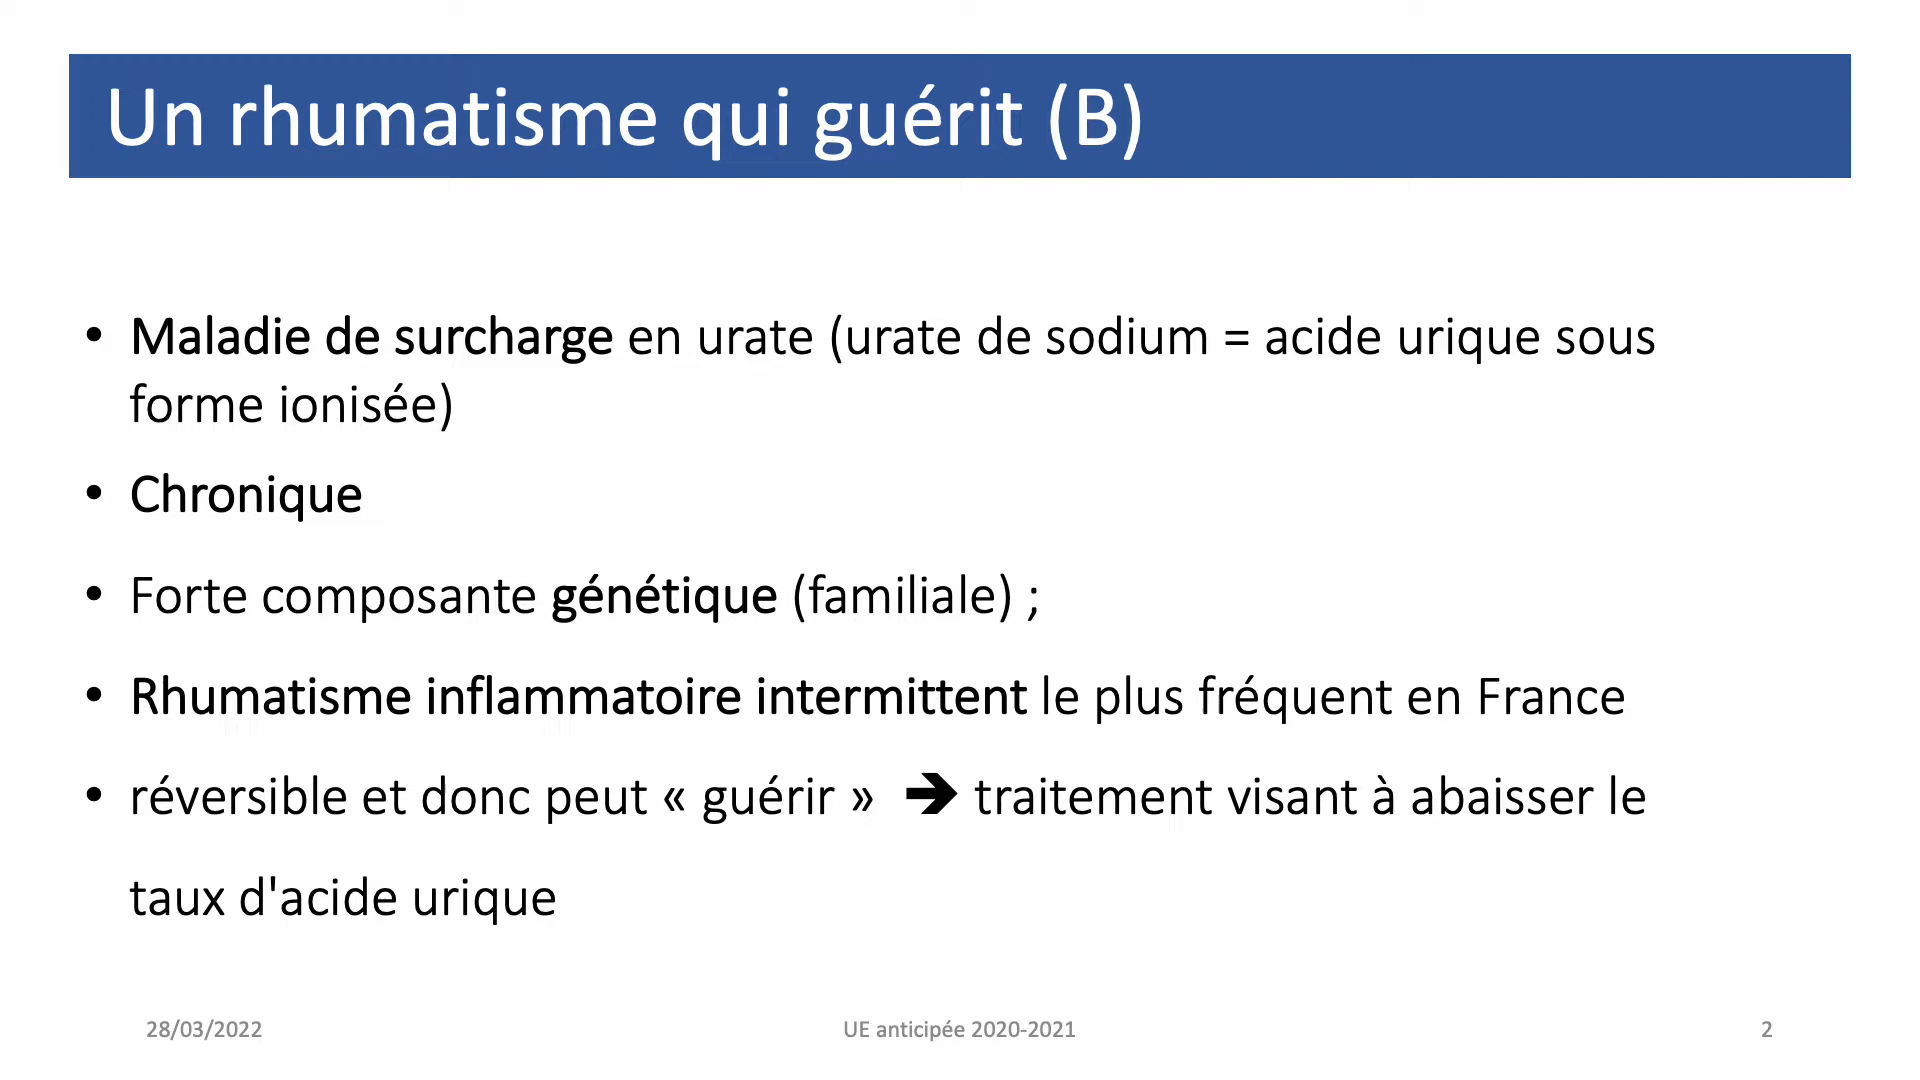 Un rhumatisme qui guérit (B)
• Maladie de surcharge en urate (urate de sodium = acide urique sous
forme ionisée)
• Chronique
• Forte composante génétique (familiale) ;
• Rhumatisme inflammatoire intermittent le plus fréquent en France
• réversible et donc peut « guérir » ➔ traitement visant à abaisser le
taux d'acide urique
28/03/2022
UE anticipée 2020-2021
2